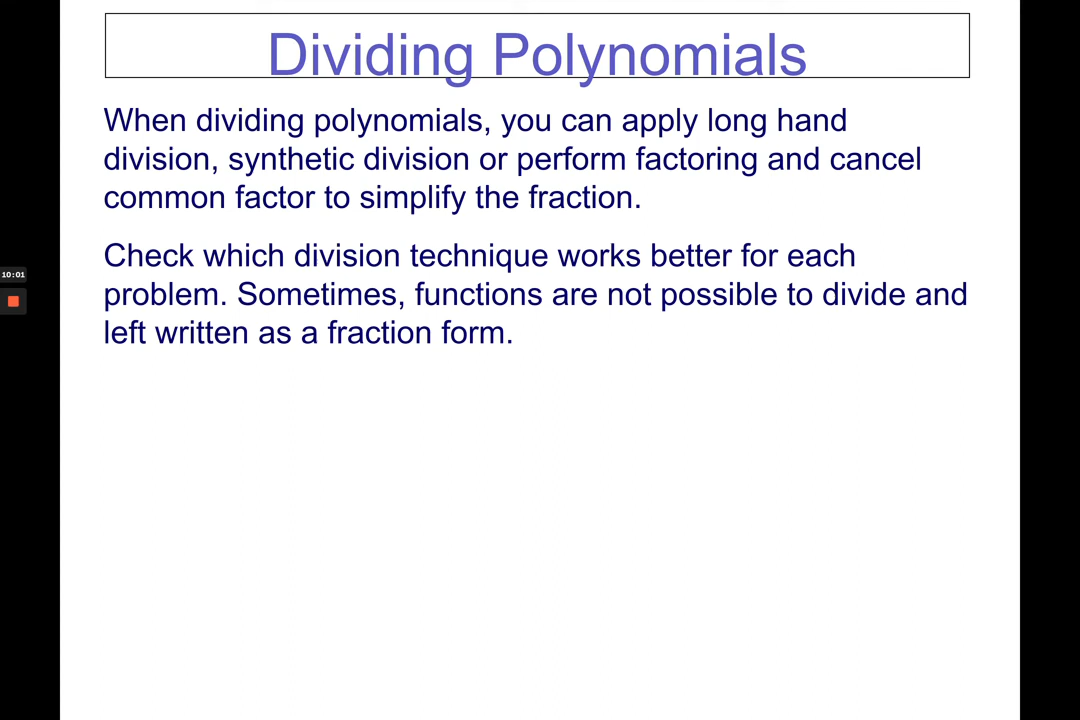 Dividing Polynomials
When dividing polynomials, you can apply long hand
division, synthetic division or perform factoring and cancel
common factor to simplify the fraction.
Check which division technique works better for each
problem. Sometimes, functions are not possible to divide and
left written as a fraction form.
10:01